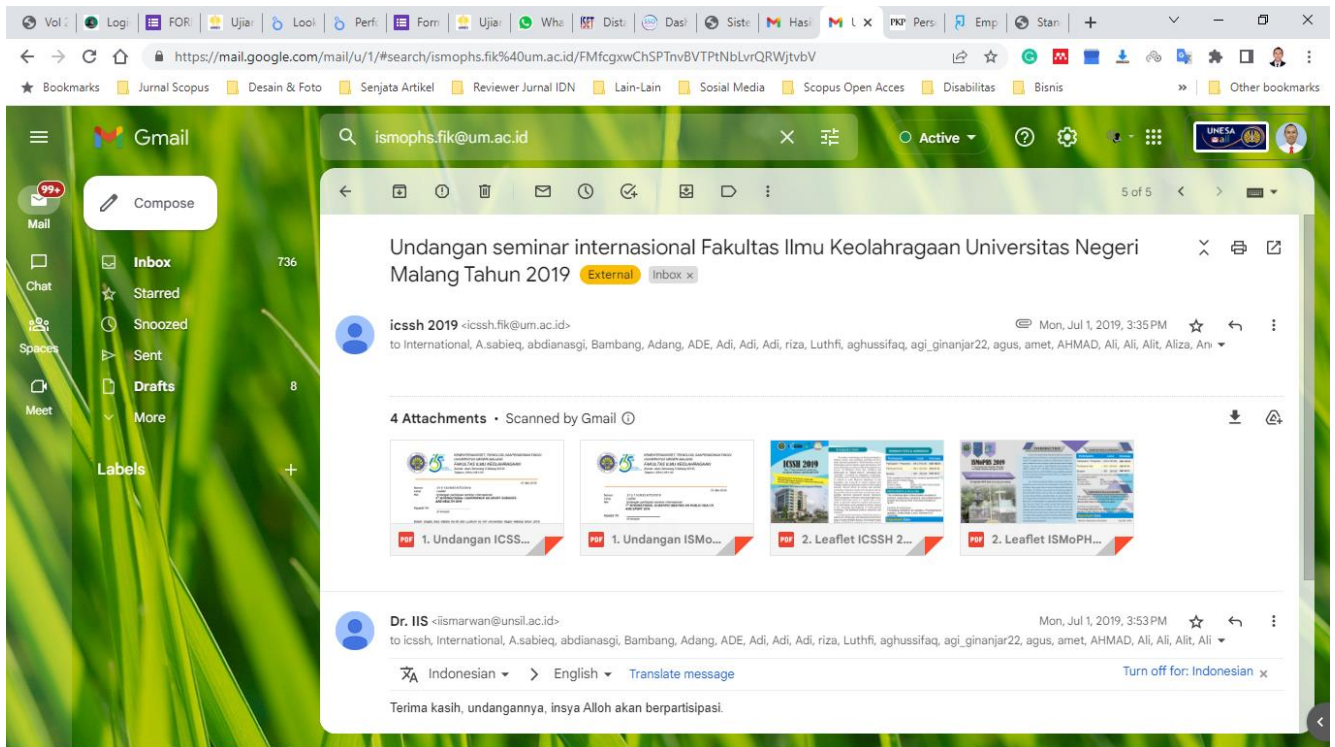 Vol 2
Logi
FOR
Ujia
Look
Perfo
Form
Ujia
Wha
Dista
Dash
Siste
Hasi
Pers
Emp
Stan
https://mail.google.com/mail/u/1/#search/ismophs.fik%40um.ac.id/FMfcgxwChSPTnvBVTPtNbLvrQRWjtvbV
Bookmarks
Jurnal Scopus
Desain & Foto
Senjata Artikel
Reviewer Jurnal IDN
Lain-Lain
Sosial Media
Scopus Open Acces
Disabilitas
Bisnis
Other bookmarks
Gmail
ismophs.fik@um.ac.id
Active
UNESA
99+
Mail
Chat
Spaces
Meet
Compose
Inbox 736
Starred
Snoozed
Sent
Drafts 8
More
Labels
5 of 5
Undangan seminar internasional Fakultas Ilmu Keolahragaan Universitas Negeri
Malang Tahun 2019 External Inbox x
icssh 2019 <icssh.fik@um.ac.id> Mon, Jul 1, 2019, 3:35 PM
to International, A.sabieq, abdianasgi, Bambang, Adang, ADE, Adi, Adi, Adi, riza, Luthfi, aghussifaq, agi_ginanjar22, agus, amet, AHMAD, Ali, Ali, Alit, Aliza, An
4 Attachments • Scanned by Gmail
ICSSH 2019
ISMoPHS 2019
PDF 1. Undangan ICSS...
PDF 1. Undangan ISMo...
PDF 2. Leaflet ICSSH 2...
PDF 2. Leaflet ISMoPH...
Dr. IIS <iismarwan@unsil.ac.id> Mon, Jul 1, 2019, 3:53 PM
to icssh, International, A.sabieq, abdianasgi, Bambang, Adang, ADE, Adi, Adi, Adi, riza, Luthfi, aghussifaq, agi_ginanjar22, agus, amet, AHMAD, Ali, Ali, Alit, Ali
Indonesian > English Translate message Turn off for: Indonesian x
Terima kasih, undangannya, insya Alloh akan berpartisipasi.